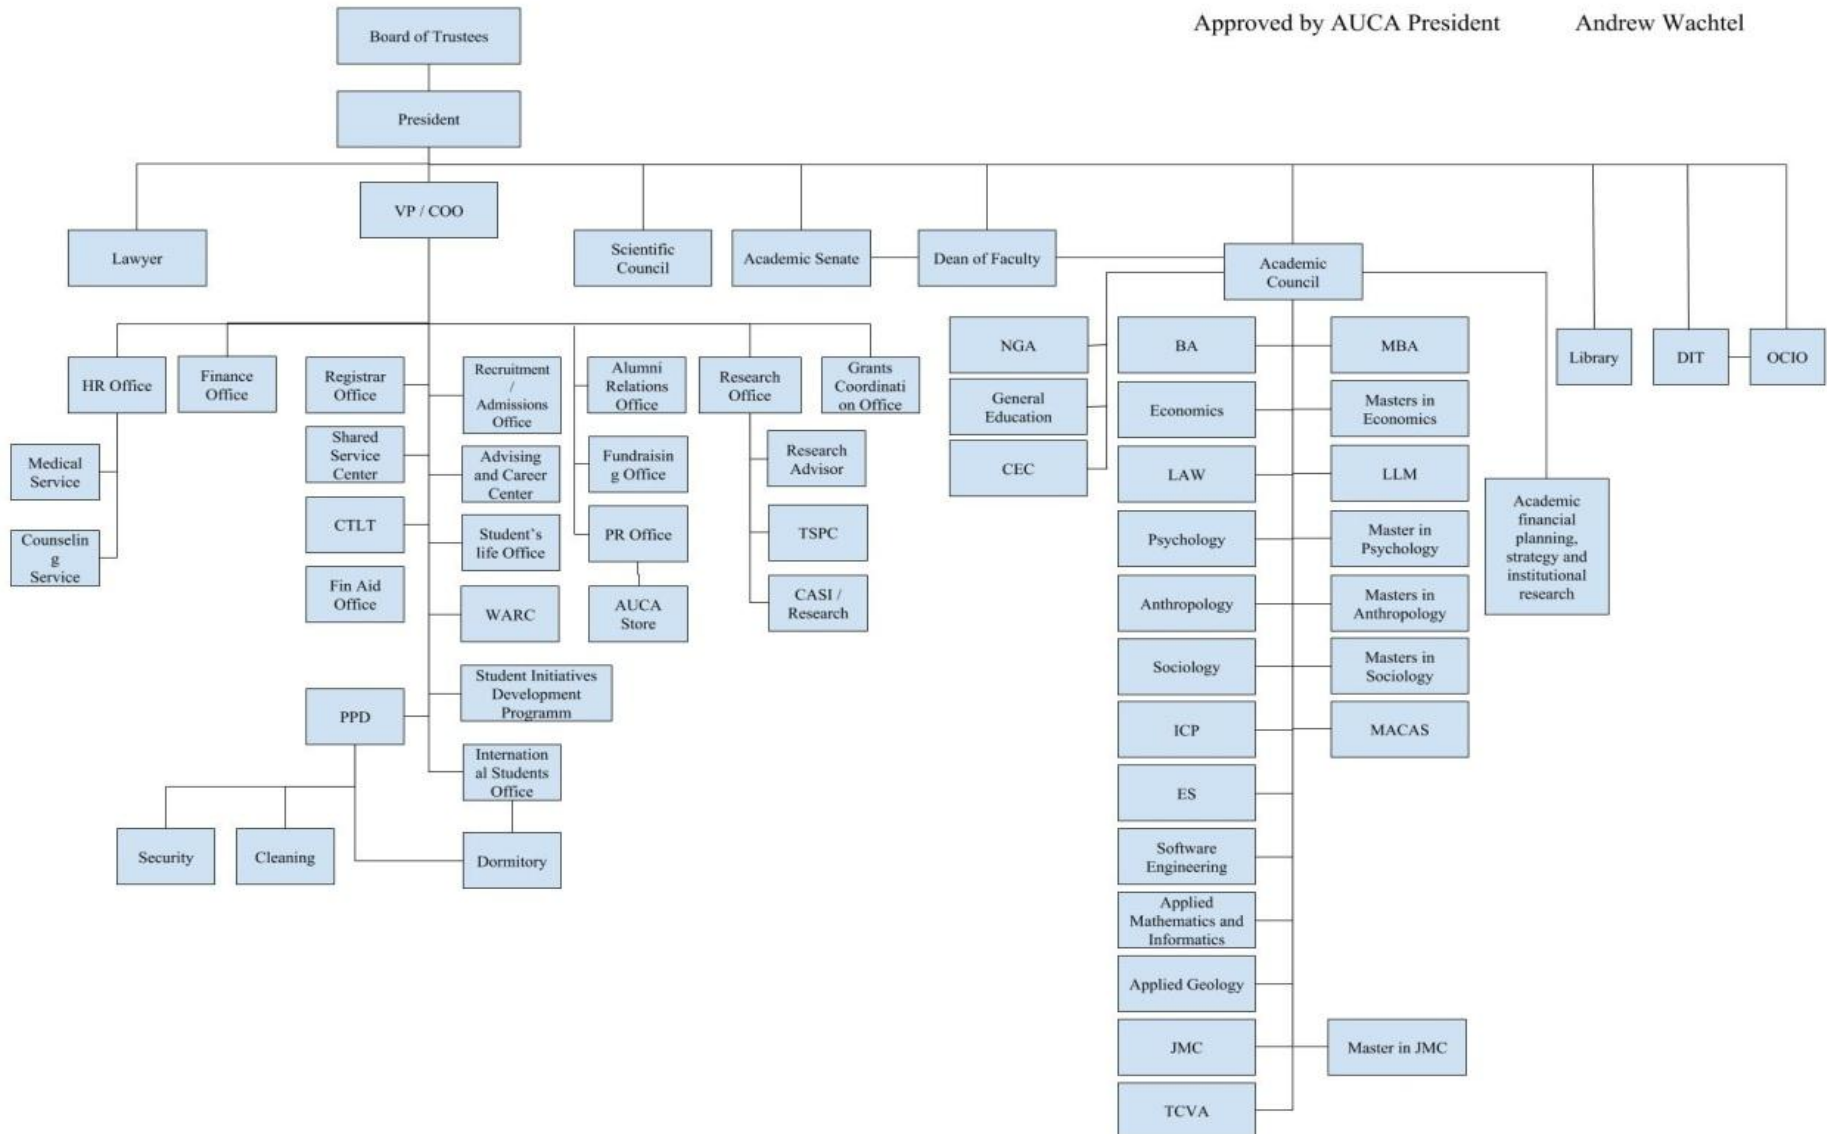 Approved by AUCA President Andrew Wachtel
Board of Trustees
President
VP / COO
Lawyer
Scientific
Council
Academic Senate
Dean of Faculty
Academic
Council
HR Office
Finance
Office
Registrar
Office
Recruitment
/
Admissions
Office
Alumni
Relations
Office
Research
Office
Grants
Coordinati
on Office
NGA
BA
MBA
Library
DIT
OCIO
General
Education
Economics
Masters in
Economics
Medical
Service
Shared
Service
Center
Advising
and Career
Center
Fundraisin
g Office
Research
Advisor
CEC
LAW
LLM
Academic
financial
planning,
strategy and
institutional
research
Counselin
g
Service
CTLT
Student's
life Office
PR Office
TSPC
Psychology
Master in
Psychology
Fin Aid
Office
WARC
AUCA
Store
CASI /
Research
Anthropology
Masters in
Anthropology
Sociology
Masters in
Sociology
PPD
Student Initiatives
Development
Programm
ICP
MACAS
Internation
al Students
Office
ES
Security
Cleaning
Dormitory
Software
Engineering
Applied
Mathematics and
Informatics
Applied Geology
JMC
Master in JMC
TCVA